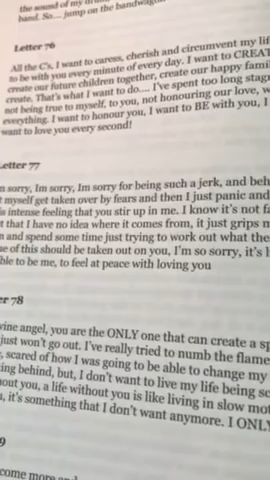 the sound of my
band. So... jump on the bandwagon
Letter 76
All the C's, I want to caress, cherish and circumvent my lif
to be with you every minute of every day. I want to CREAT
create our future children together, create our happy fami
create. That's what I want to do.... I've spent too long stag
not being true to myself, to you, not honouring our love, w
everything. I want to honour you, I want to BE with you, I
want to love you every second!
Letter 77
m sorry, Im sorry, Im sorry for being such a jerk, and beh
t myself get taken over by fears and then I just panic and
is intense feeling that you stir up in me. I know it's not fa
t that I have no idea where it comes from, it just grips m
n and spend some time just trying to work out what the
e of this should be taken out on you, I'm so sorry, it's l
ble to be me, to feel at peace with loving you
er 78
vine angel, you are the ONLY one that can create a sp
just won't go out. I've really tried to numb the flame
, scared of how I was going to be able to change my
ing behind, but, I don't want to live my life being sc
out you, a life without you is like living in slow mot
, it's something that I don't want anymore. I ONLY
9
come more and